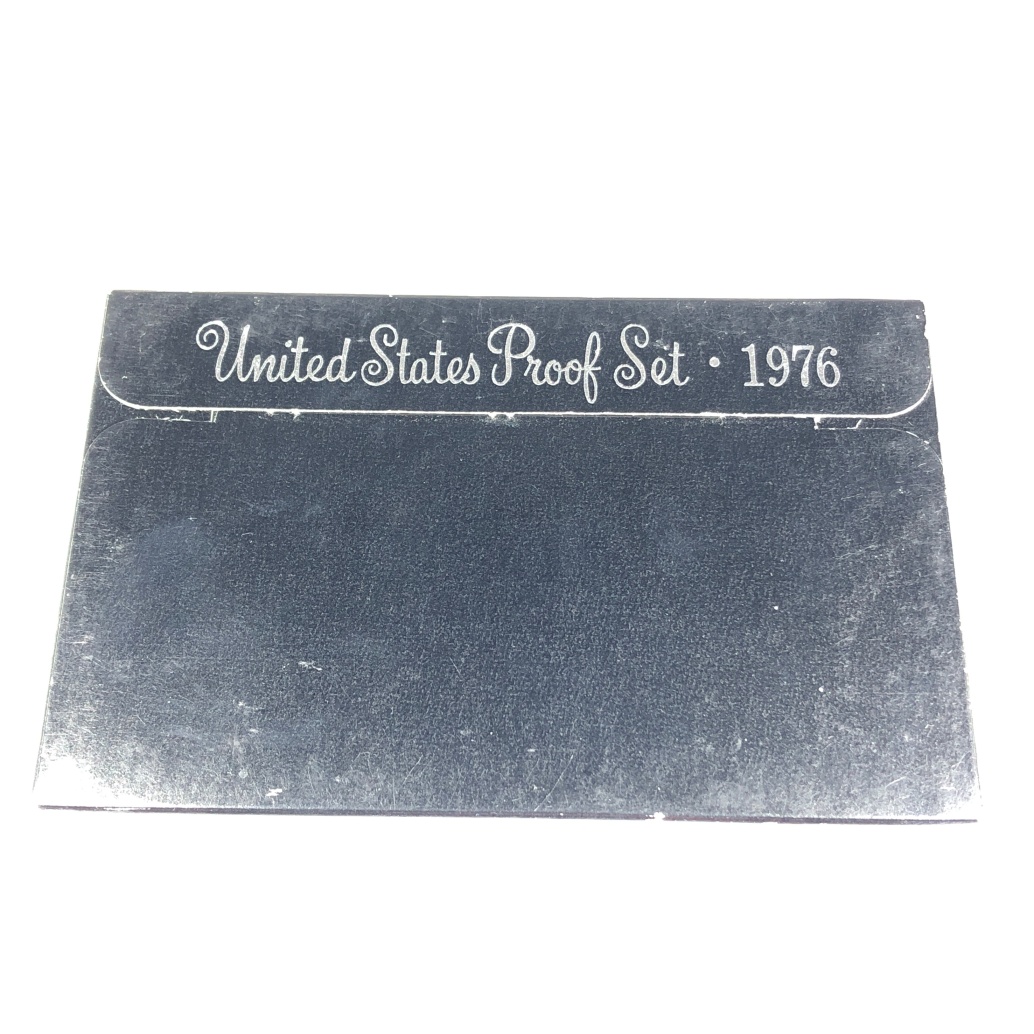 United States Proof Set · 1976